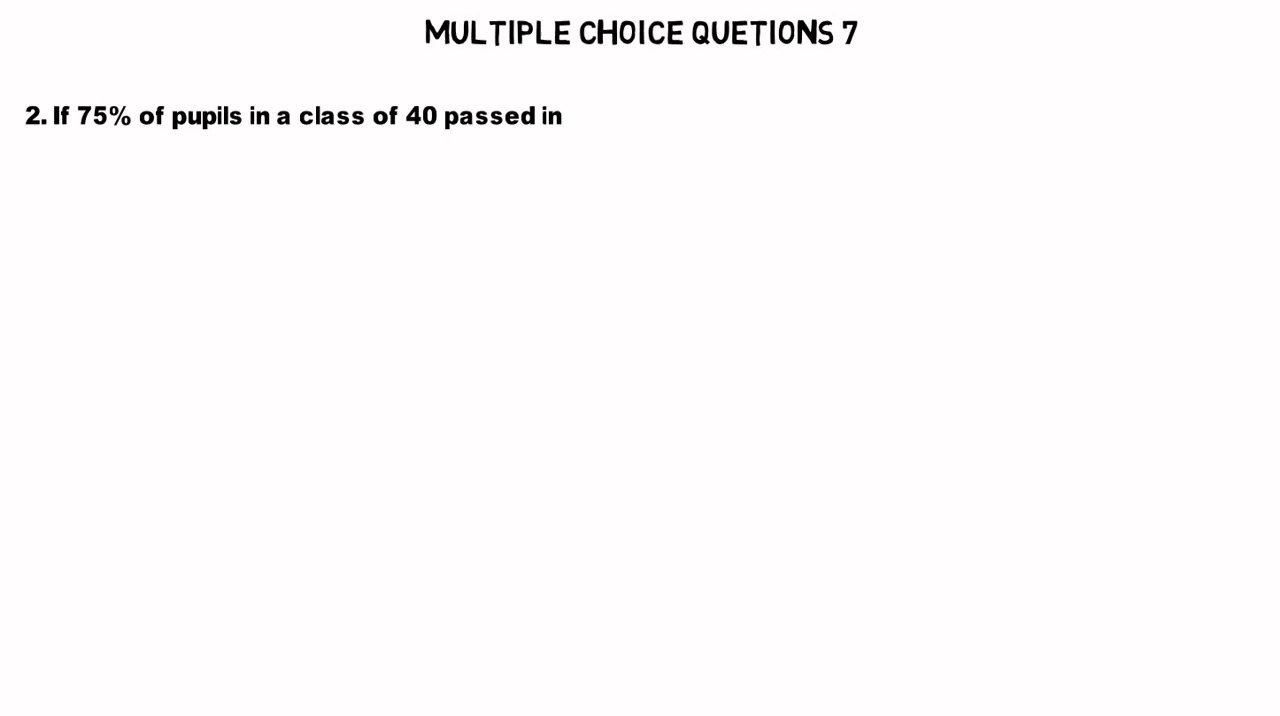 MULTIPLE CHOICE QUETIONS 7
2. If 75% of pupils in a class of 40 passed in